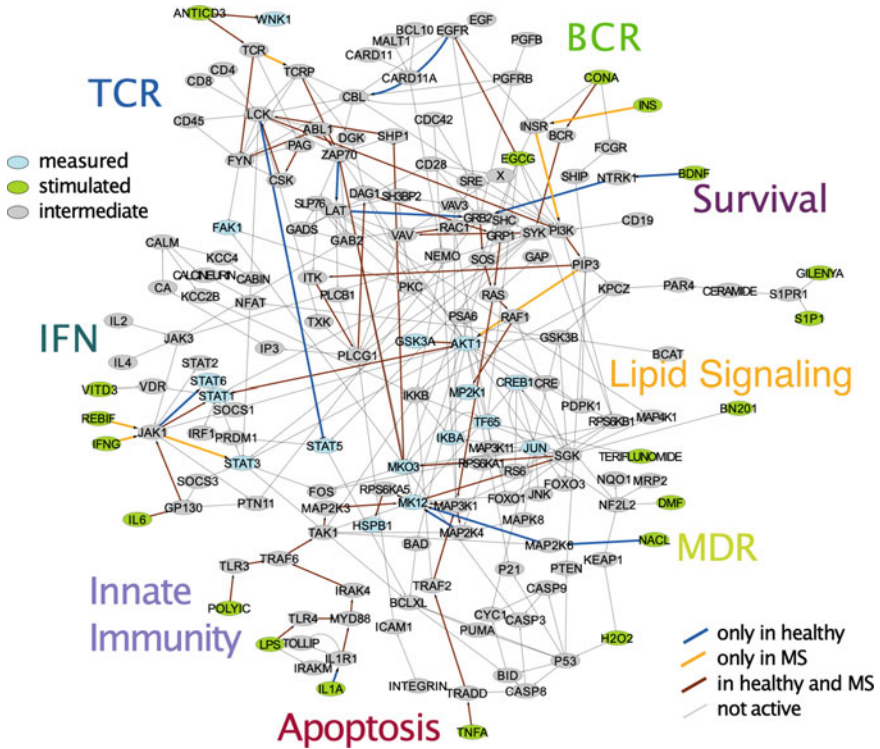 ANTICD3
WNK1
TCR
TCRP
CD4
CD8
LCK
CD45
ABL1
PAG
FYN
CSK
BCL10
EGFR
EGF
MALT1
CARD11
CARD11A
PGFB
PGFRB
CBL
CDC42
DGK
SHP1
ZAP70
CD28
SRE
EGCG
X
BCR
CONA
INS
INSR
BCR
FCGR
SHIP
NTRK1
BDNF
TCR
measured
stimulated
intermediate
Survival
DAG1
SH3BP2
SLP76
LAT
VAV3
GRB2
SHC
RAC1
GRP1
SYK
PI3K
CD19
FAK1
GADS
GAB2
VAV
NEMO
SOS
GAP
PIP3
CALM
KCC4
CALCINEURIN
CABIN
CA
KCC2B
NFAT
ITK
PLCB1
PKC
RAS
KPCZ
PAR4
CERAMIDE
S1PR1
GILENYA
S1P1
IFN
IL2
JAK3
IL4
TXK
IP3
PLCG1
PSA6
RAF1
GSK3A
AKT1
GSK3B
BCAT
Lipid Signaling
STAT2
STAT6
VITD3
VDR
STAT1
SOCS1
REBIF
JAK1
IRF1
PRDM1
IFNG
STAT3
STAT5
IKKB
MP2K1
CREB1
CRE
PDPK1
RPS6KB1
MAP4K1
BN201
TF65
IKBA
MAP3K11
JUN
SGK
TERIFLUNOMIDE
MKO3
RPS6KA1
RS6
SOCS3
GP130
IL6
PTN11
FOS
RPS6KA5
MAP2K3
MK12
MAP3K1
FOXO1
JNK
FOXO3
NQO1
MRP2
NF2L2
DMF
HSPB1
MAPK8
TAK1
BAD
MAP2K4
MAP2K6
NACL
MDR
KEAP1
TLR3
TRAF6
P21
PTEN
Innate
Immunity
POLYIC
IRAK4
TRAF2
BCLXL
CASP9
TLR4
MYD88
ICAM1
CYC1
CASP3
PUMA
LPS
TOLLIP
IRAKM
IL1R1
IL1A
P53
H2O2
INTEGRIN
TRADD
BID
CASP8
Apoptosis
TNFA
only in healthy
only in MS
in healthy and MS
not active